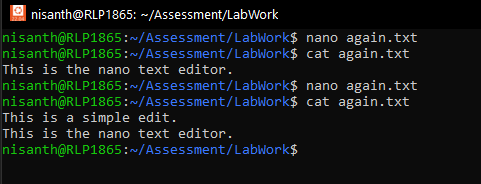 nisanth@RLP1865: ~/Assessment/LabWork
nisanth@RLP1865:~/Assessment/LabWork$ nano again.txt
nisanth@RLP1865:~/Assessment/LabWork$ cat again.txt
This is the nano text editor.
nisanth@RLP1865:~/Assessment/LabWork$ nano again.txt
nisanth@RLP1865:~/Assessment/LabWork$ cat again.txt
This is a simple edit.
This is the nano text editor.
nisanth@RLP1865:~/Assessment/LabWork$